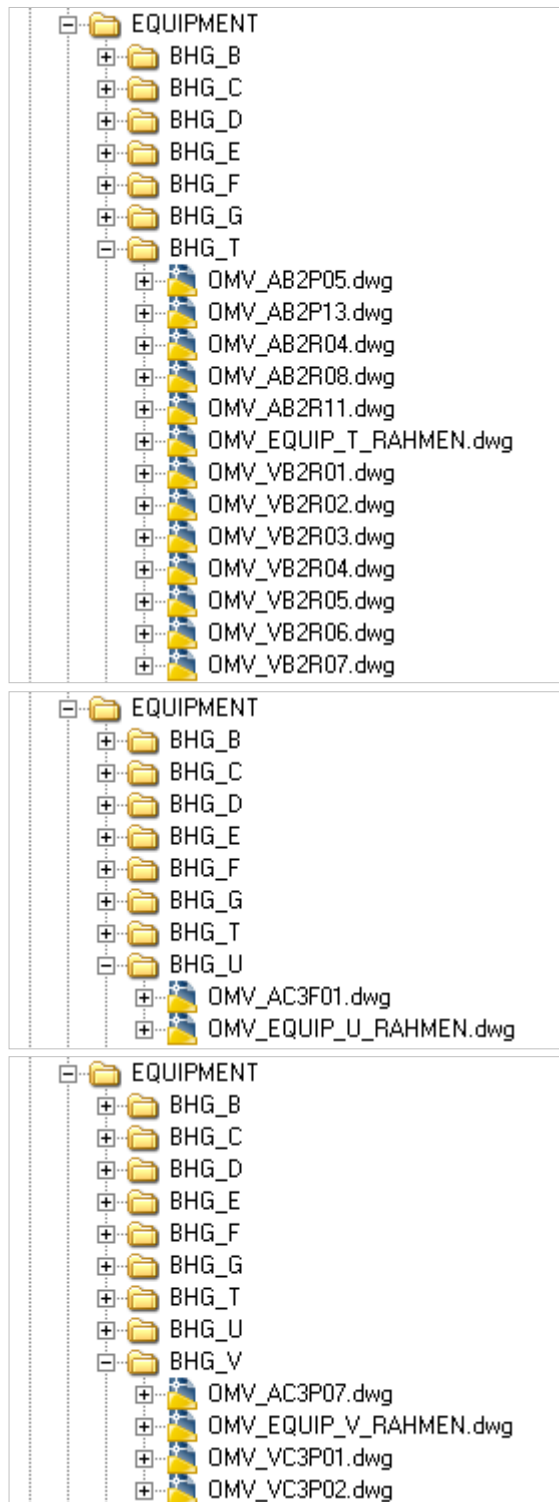 EQUIPMENT
BHG_B
BHG_C
BHG_D
BHG_E
BHG_F
BHG_G
BHG_T
OMV_AB2P05.dwg
OMV_AB2P13.dwg
OMV_AB2R04.dwg
OMV_AB2R08.dwg
OMV_AB2R11.dwg
OMV_EQUIP_T_RAHMEN.dwg
OMV_VB2R01.dwg
OMV_VB2R02.dwg
OMV_VB2R03.dwg
OMV_VB2R04.dwg
OMV_VB2R05.dwg
OMV_VB2R06.dwg
OMV_VB2R07.dwg
EQUIPMENT
BHG_B
BHG_C
BHG_D
BHG_E
BHG_F
BHG_G
BHG_T
BHG_U
OMV_AC3F01.dwg
OMV_EQUIP_U_RAHMEN.dwg
EQUIPMENT
BHG_B
BHG_C
BHG_D
BHG_E
BHG_F
BHG_G
BHG_T
BHG_U
BHG_V
OMV_AC3P07.dwg
OMV_EQUIP_V_RAHMEN.dwg
OMV_VC3P01.dwg
OMV_VC3P02.dwg